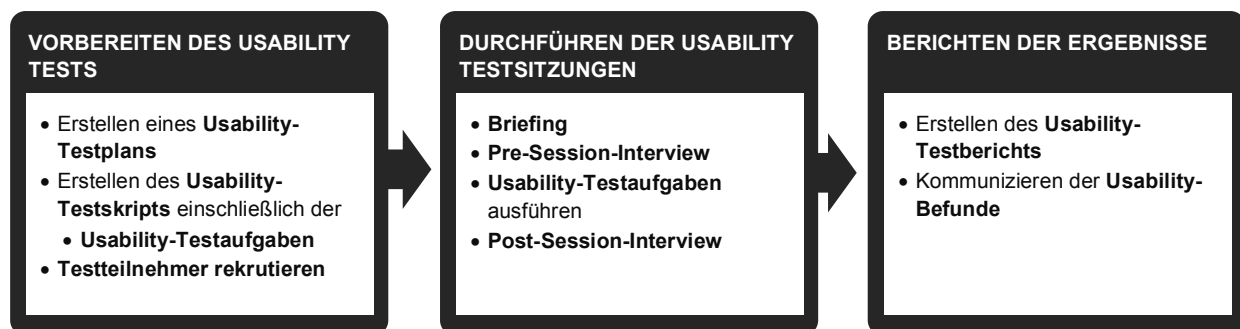 VORBEREITEN DES USABILITY
TESTS
• Erstellen eines Usability-
Testplans
• Erstellen des Usability-
Testskripts einschließlich der
• Usability-Testaufgaben
• Testteilnehmer rekrutieren
DURCHFÜHREN DER USABILITY
TESTSITZUNGEN
• Briefing
• Pre-Session-Interview
• Usability-Testaufgaben
ausführen
• Post-Session-Interview
BERICHTEN DER ERGEBNISSE
• Erstellen des Usability-
Testberichts
• Kommunizieren der Usability-
Befunde